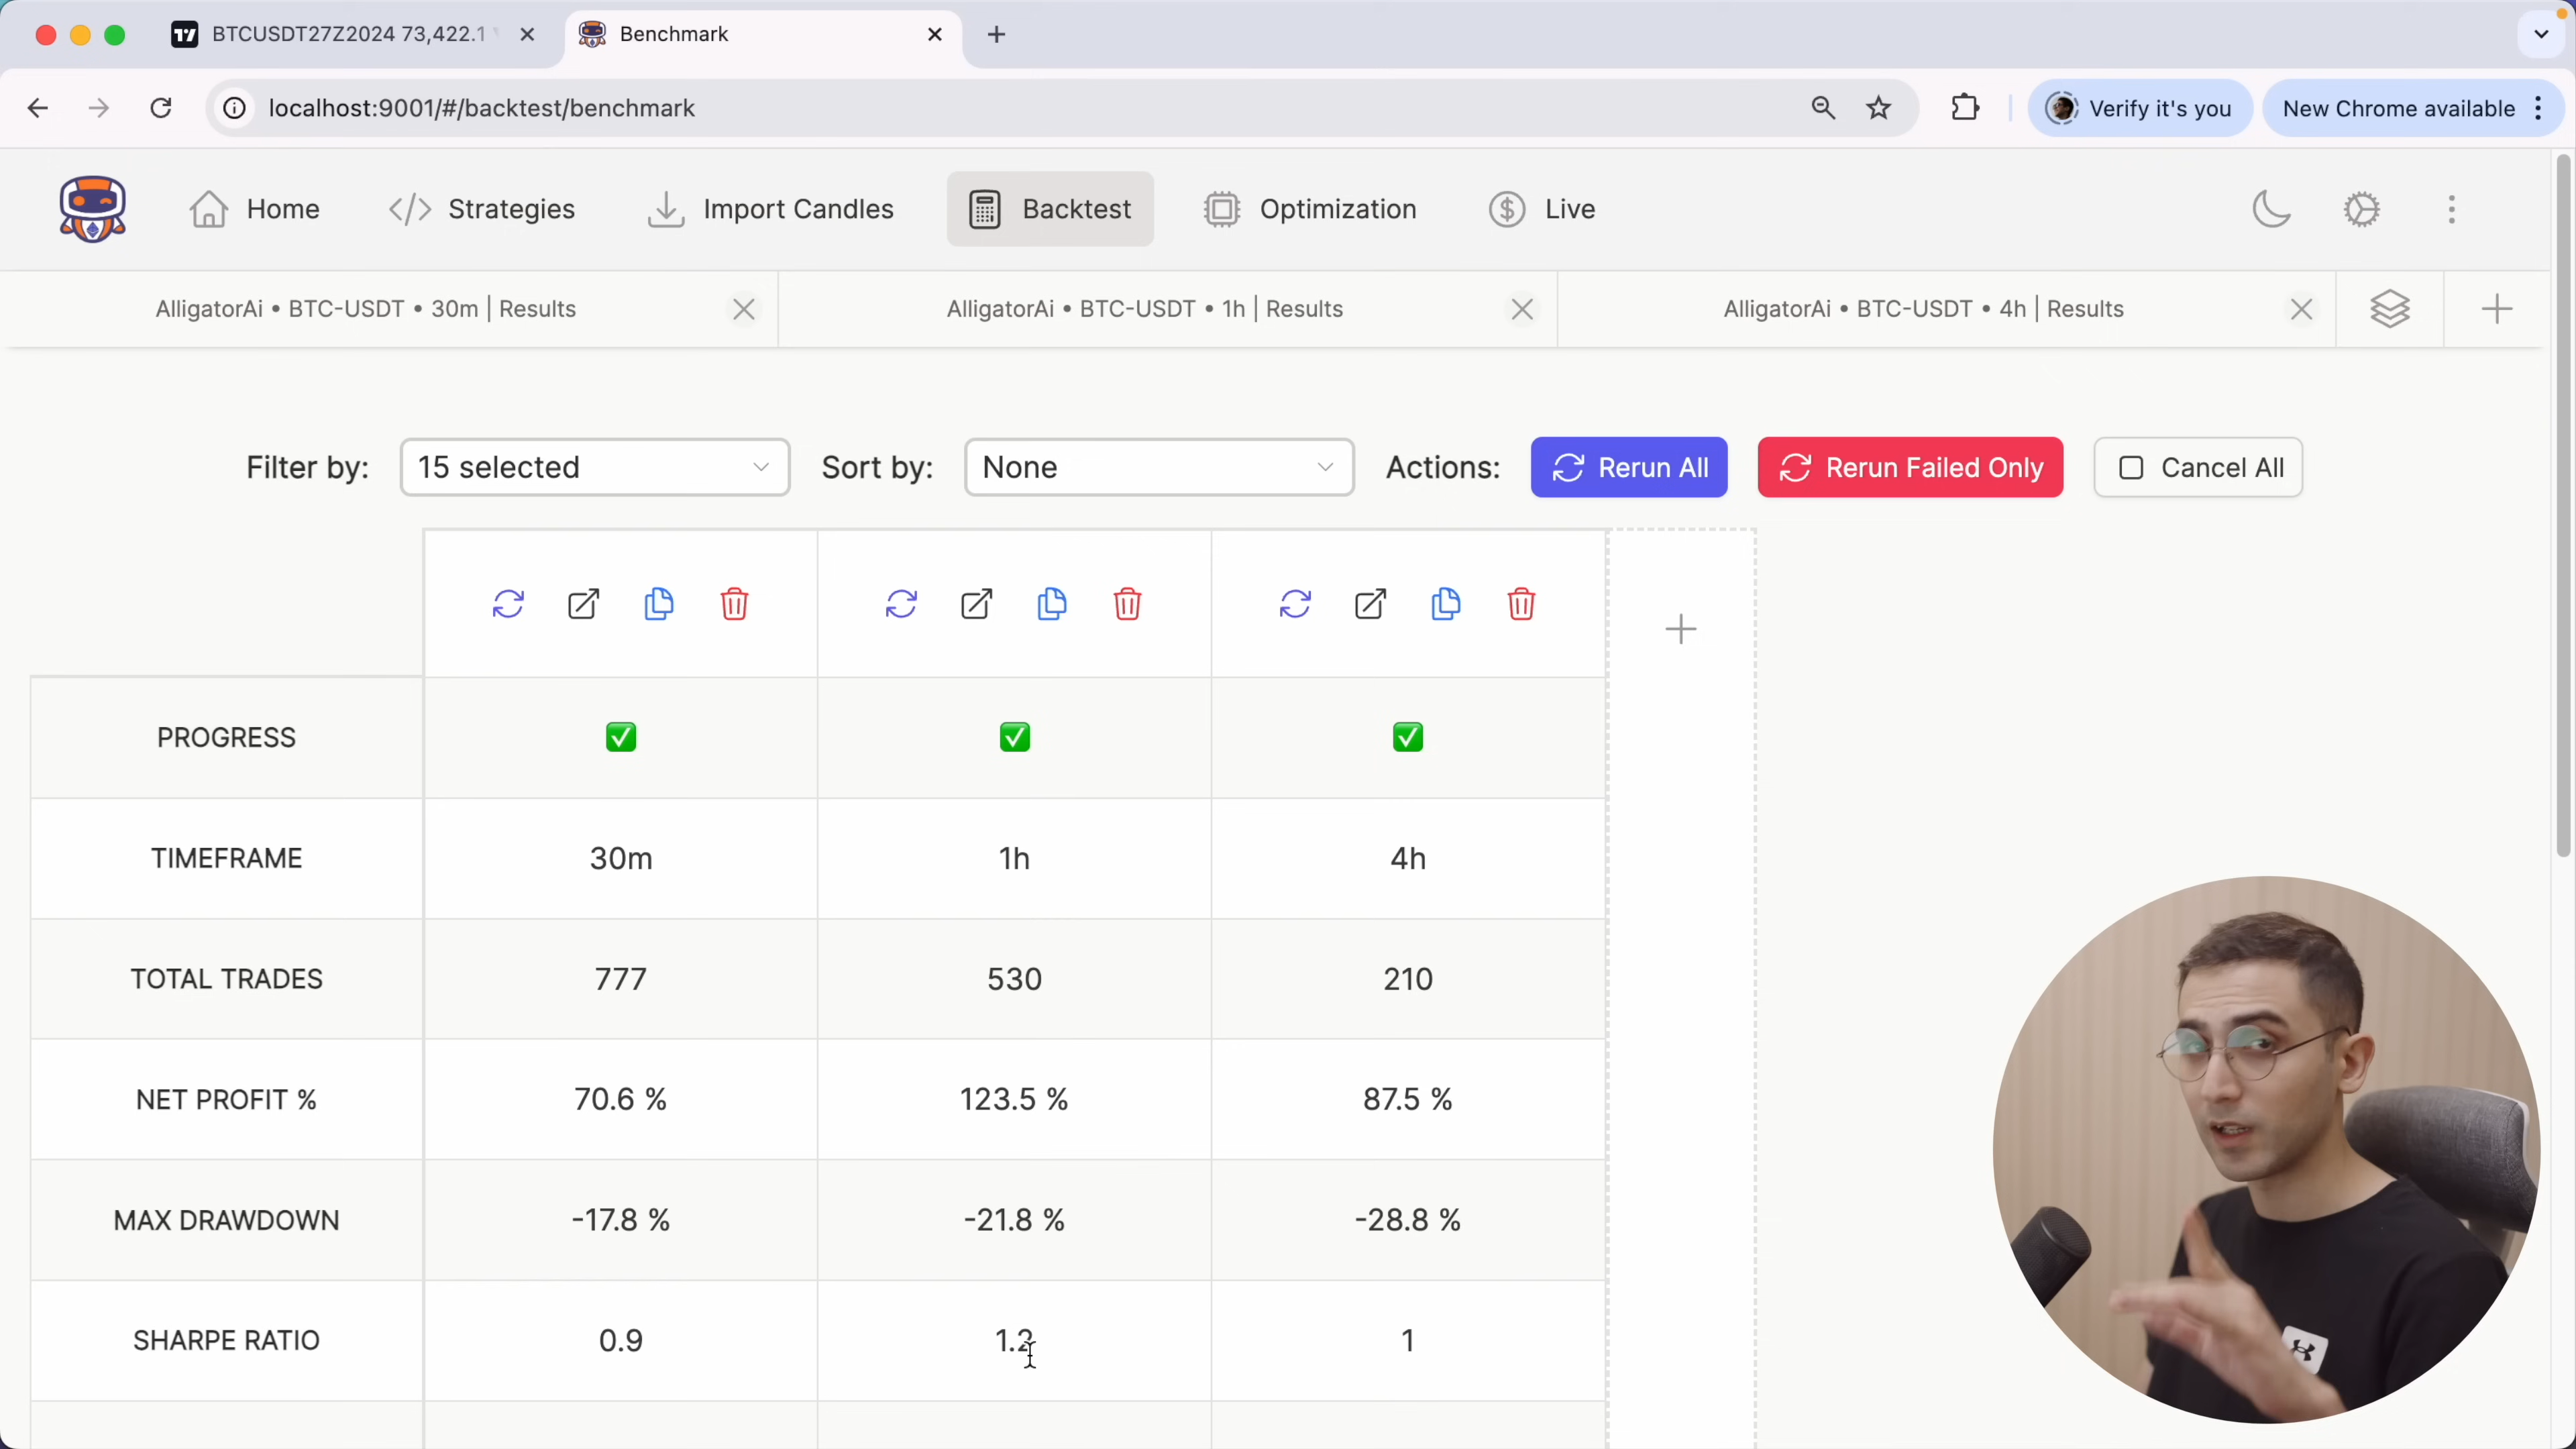 BTCUSDT27Z2024 73,422.1
Benchmark
localhost:9001/#/backtest/benchmark
Verify it's you
New Chrome available
Home
Strategies
Import Candles
Backtest
Optimization
Live
AlligatorAi • BTC-USDT • 30m | Results
AlligatorAi • BTC-USDT • 1h | Results
AlligatorAi • BTC-USDT • 4h | Results
Filter by: 15 selected Sort by: None Actions: Rerun All Rerun Failed Only Cancel All
PROGRESS ✅ ✅ ✅
TIMEFRAME 30m 1h 4h
TOTAL TRADES 777 530 210
NET PROFIT % 70.6 % 123.5 % 87.5 %
MAX DRAWDOWN -17.8 % -21.8 % -28.8 %
SHARPE RATIO 0.9 1.2 1